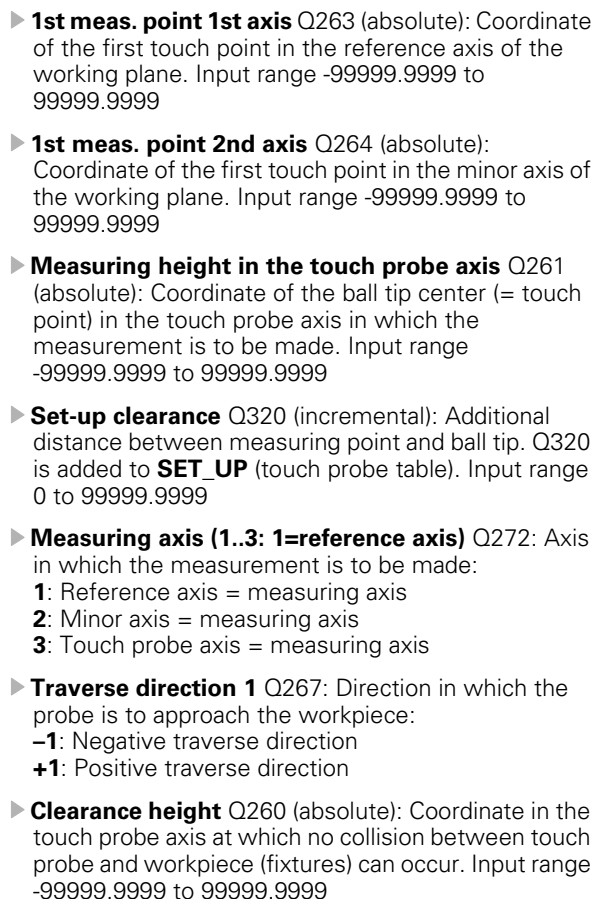 1st meas. point 1st axis Q263 (absolute): Coordinate
of the first touch point in the reference axis of the
working plane. Input range -99999.9999 to
99999.9999
1st meas. point 2nd axis Q264 (absolute):
Coordinate of the first touch point in the minor axis of
the working plane. Input range -99999.9999 to
99999.9999
Measuring height in the touch probe axis Q261
(absolute): Coordinate of the ball tip center (= touch
point) in the touch probe axis in which the
measurement is to be made. Input range
-99999.9999 to 99999.9999
Set-up clearance Q320 (incremental): Additional
distance between measuring point and ball tip. Q320
is added to SET_UP (touch probe table). Input range
0 to 99999.9999
Measuring axis (1..3: 1=reference axis) Q272: Axis
in which the measurement is to be made:
1: Reference axis = measuring axis
2: Minor axis = measuring axis
3: Touch probe axis = measuring axis
Traverse direction 1 Q267: Direction in which the
probe is to approach the workpiece:
–1: Negative traverse direction
+1: Positive traverse direction
Clearance height Q260 (absolute): Coordinate in the
touch probe axis at which no collision between touch
probe and workpiece (fixtures) can occur. Input range
-99999.9999 to 99999.9999